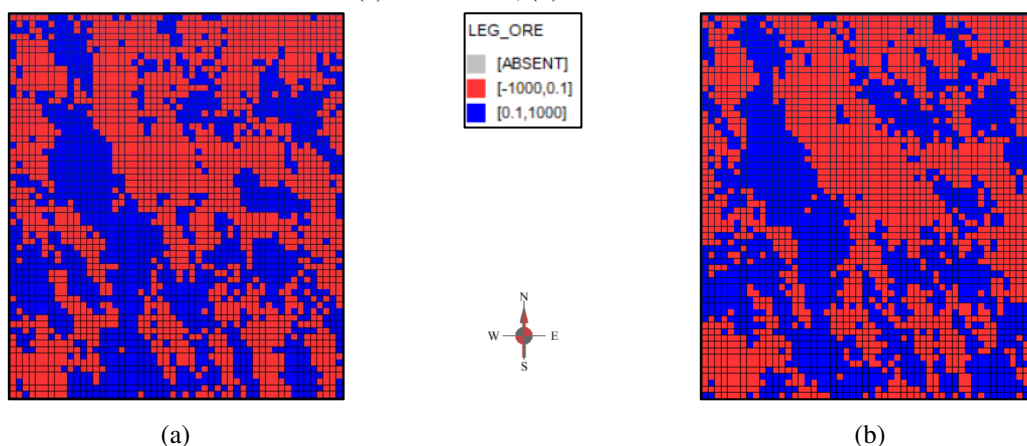 LEG_ORE
[ABSENT]
[-1000,0.1]
[0.1,1000]
N
W E
S
(a) (b)